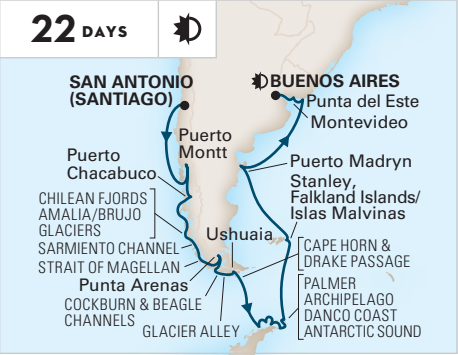 22 DAYS
SAN ANTONIO
(SANTIAGO)
BUENOS AIRES
Punta del Este
Montevideo
Puerto
Montt
Puerto
Chacabuco
Puerto Madryn
Stanley,
Falkland Islands/
Islas Malvinas
CHILEAN FJORDS
AMALIA/BRUJO
GLACIERS
SARMIENTO CHANNEL
STRAIT OF MAGELLAN
Punta Arenas
COCKBURN & BEAGLE
CHANNELS
GLACIER ALLEY
Ushuaia
CAPE HORN &
DRAKE PASSAGE
PALMER
ARCHIPELAGO
DANCO COAST
ANTARCTIC SOUND